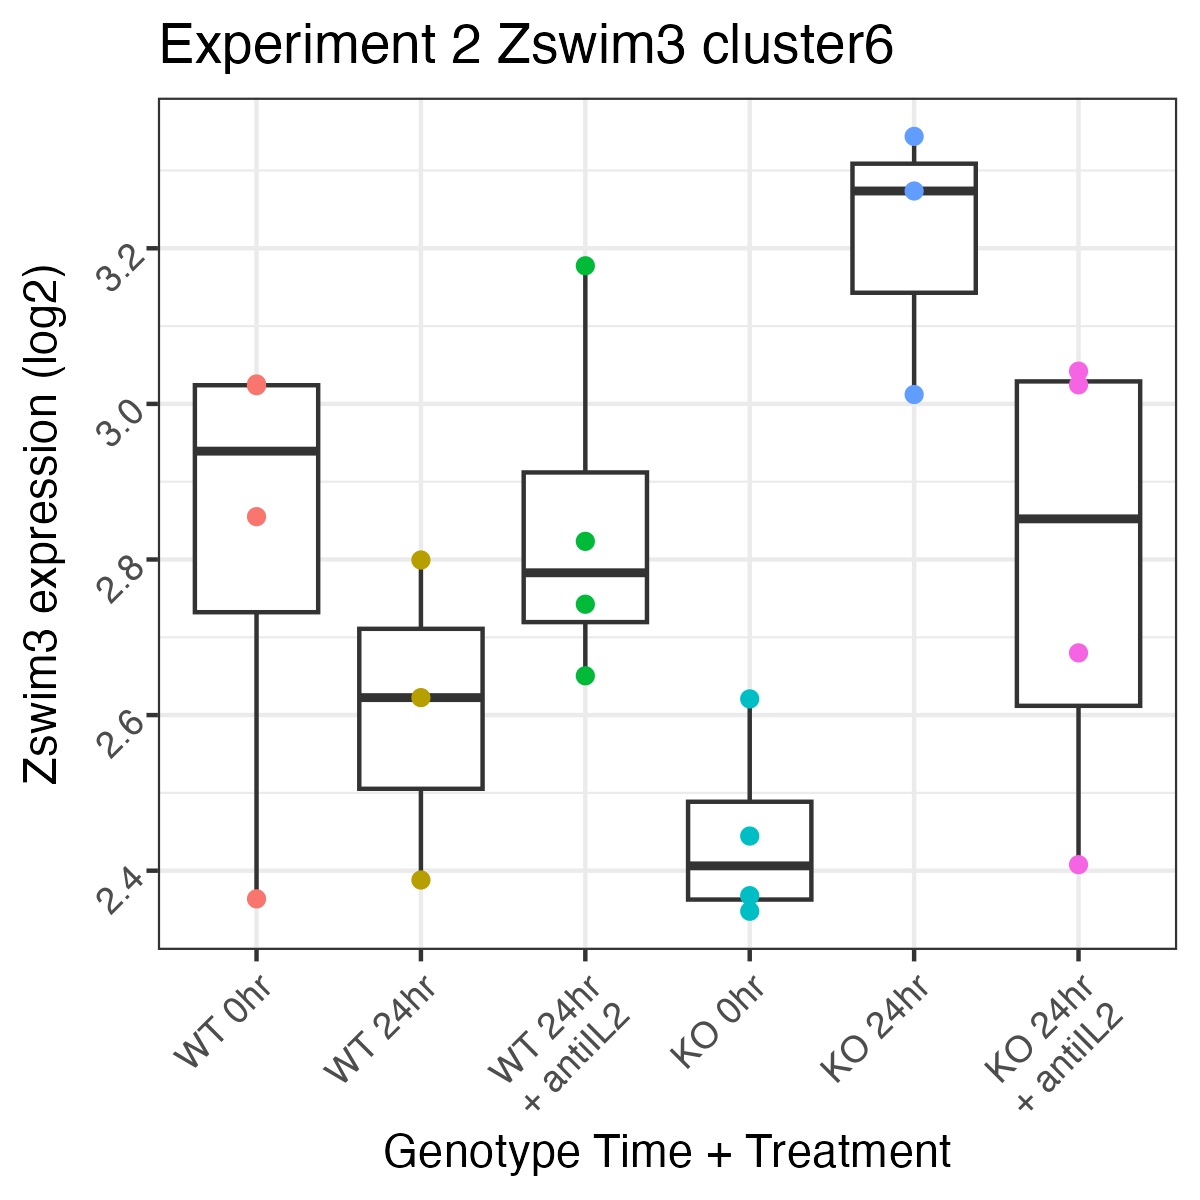 Experiment 2 Zswim3 cluster6
Zswim3 expression (log2)
3.2
3.0
2.8
2.6
2.4
WT 0hr
WT 24hr
WT 24hr
+ antiIL2
KO 0hr
KO 24hr
KO 24hr
+ antiIL2
Genotype Time + Treatment